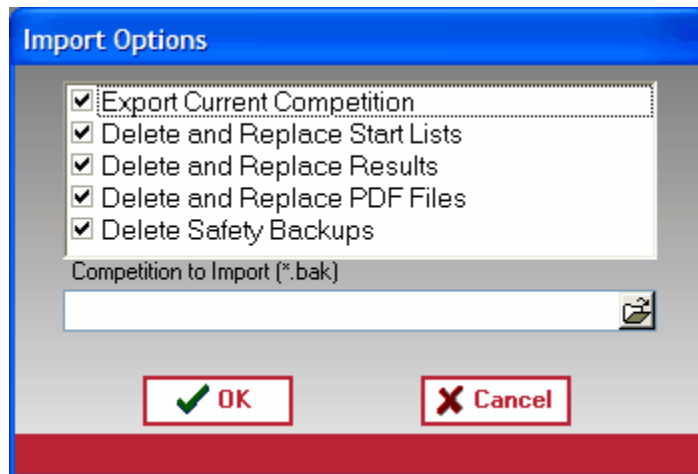 Import Options
Export Current Competition
Delete and Replace Start Lists
Delete and Replace Results
Delete and Replace PDF Files
Delete Safety Backups
Competition to Import (*.bak)
OK
Cancel